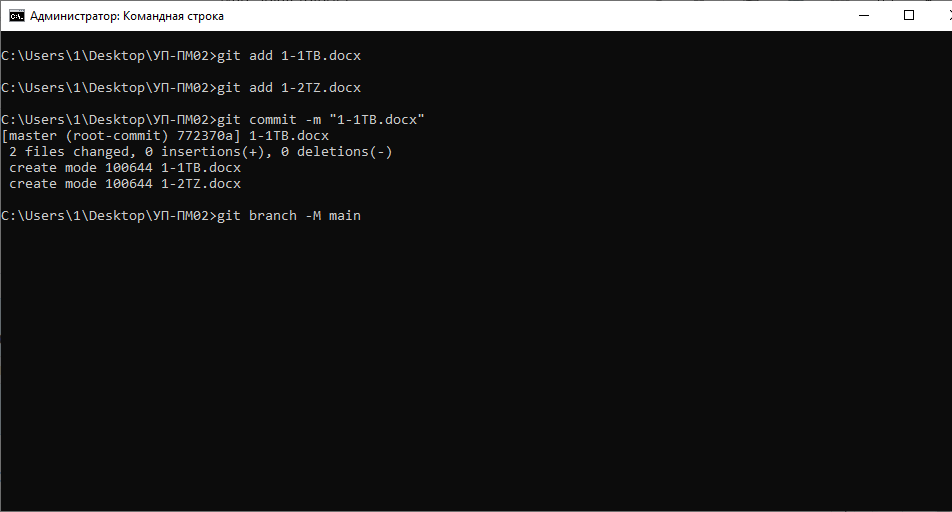 Администратор: Командная строка
C:\Users\1\Desktop\УП-ПМ02>git add 1-1TB.docx
C:\Users\1\Desktop\УП-ПМ02>git add 1-2TZ.docx
C:\Users\1\Desktop\УП-ПМ02>git commit -m "1-1TB.docx"
[master (root-commit) 772370a] 1-1TB.docx
 2 files changed, 0 insertions(+), 0 deletions(-)
 create mode 100644 1-1TB.docx
 create mode 100644 1-2TZ.docx
C:\Users\1\Desktop\УП-ПМ02>git branch -M main